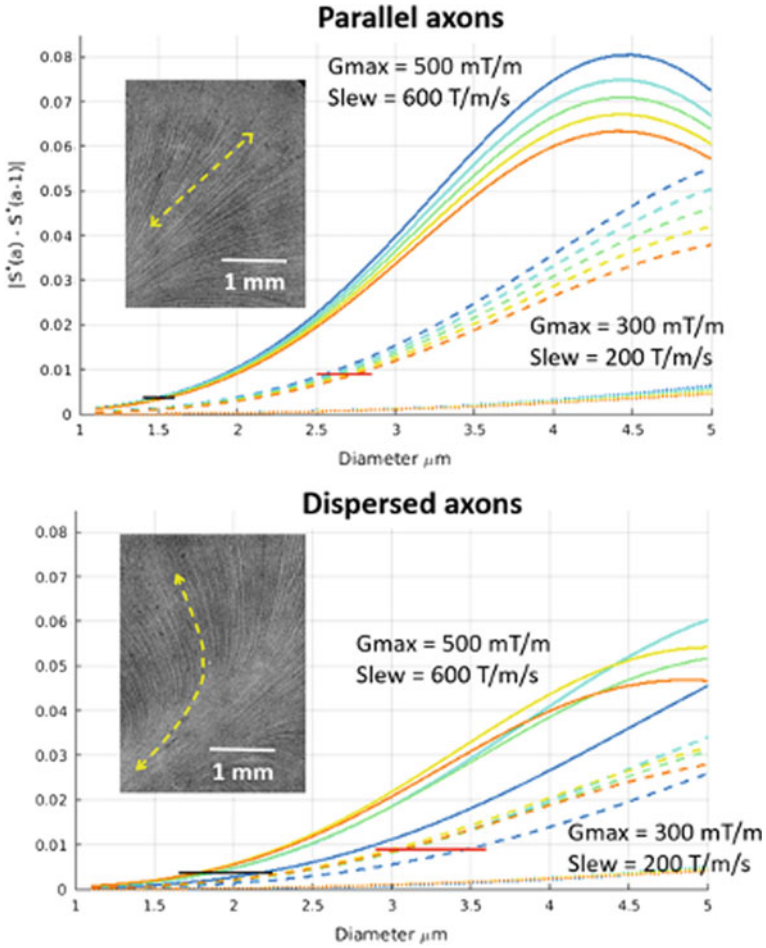 Parallel axons
0.08
0.07
0.06
0.05
0.04
0.03
0.02
0.01
0
|S*(a) - S*(a-1)|
Gmax = 500 mT/m
Slew = 600 T/m/s
1 mm
Gmax = 300 mT/m
Slew = 200 T/m/s
1 1.5 2 2.5 3 3.5 4 4.5 5
Diameter μm
Dispersed axons
0.08
0.07
0.06
0.05
0.04
0.03
0.02
0.01
0
Gmax = 500 mT/m
Slew = 600 T/m/s
1 mm
Gmax = 300 mT/m
Slew = 200 T/m/s
1 1.5 2 2.5 3 3.5 4 4.5 5
Diameter μm